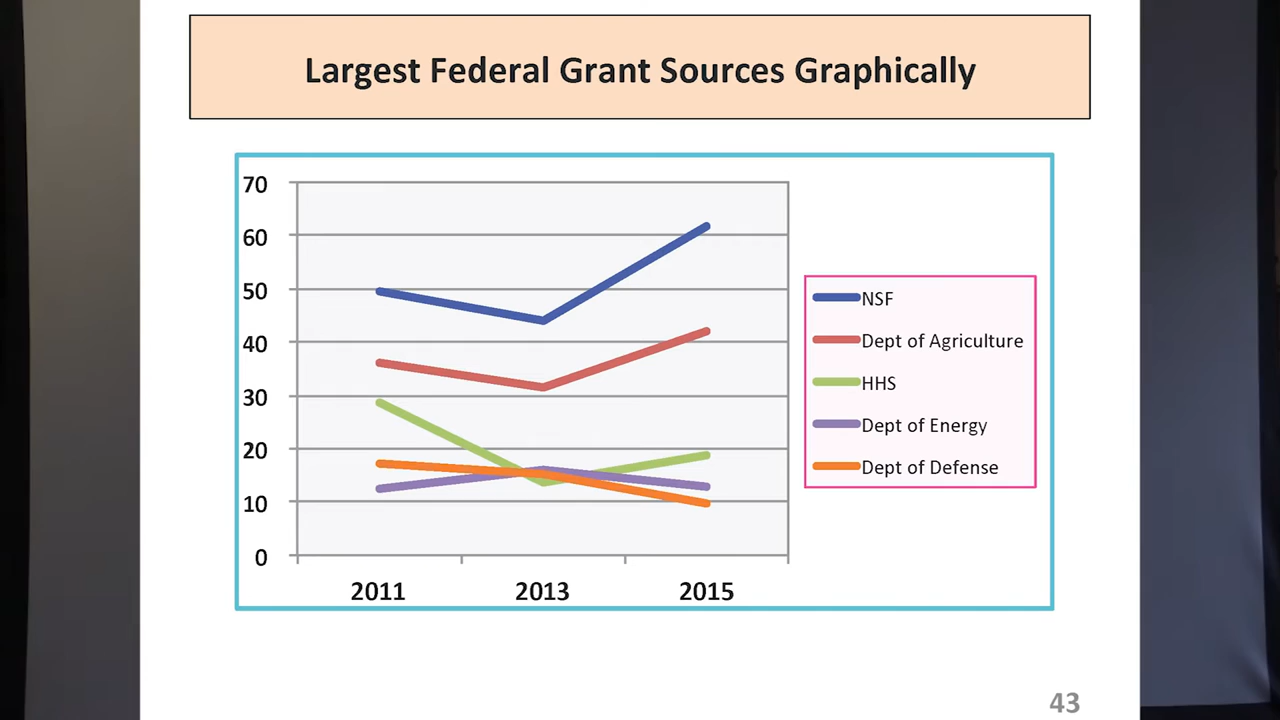 Largest Federal Grant Sources Graphically
70
60
50
40
30
20
10
0
2011 2013 2015
NSF
Dept of Agriculture
HHS
Dept of Energy
Dept of Defense
43